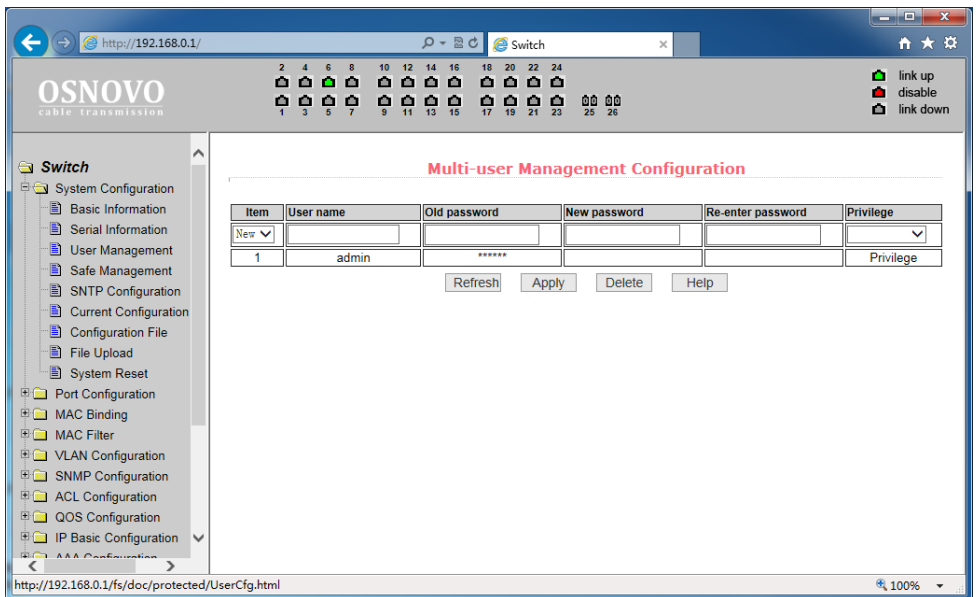 http://192.168.0.1/
Switch
OSNOVO
cable transmission
2 4 6 8 10 12 14 16 18 20 22 24
1 3 5 7 9 11 13 15 17 19 21 23 25 26
link up
disable
link down
Switch
System Configuration
Basic Information
Serial Information
User Management
Safe Management
SNTP Configuration
Current Configuration
Configuration File
File Upload
System Reset
Port Configuration
MAC Binding
MAC Filter
VLAN Configuration
SNMP Configuration
ACL Configuration
QOS Configuration
IP Basic Configuration
AAA Configuration
Multi-user Management Configuration
Item User name Old password New password Re-enter password Privilege
New
1 admin ****** Privilege
Refresh Apply Delete Help
http://192.168.0.1/fs/doc/protected/UserCfg.html
100%